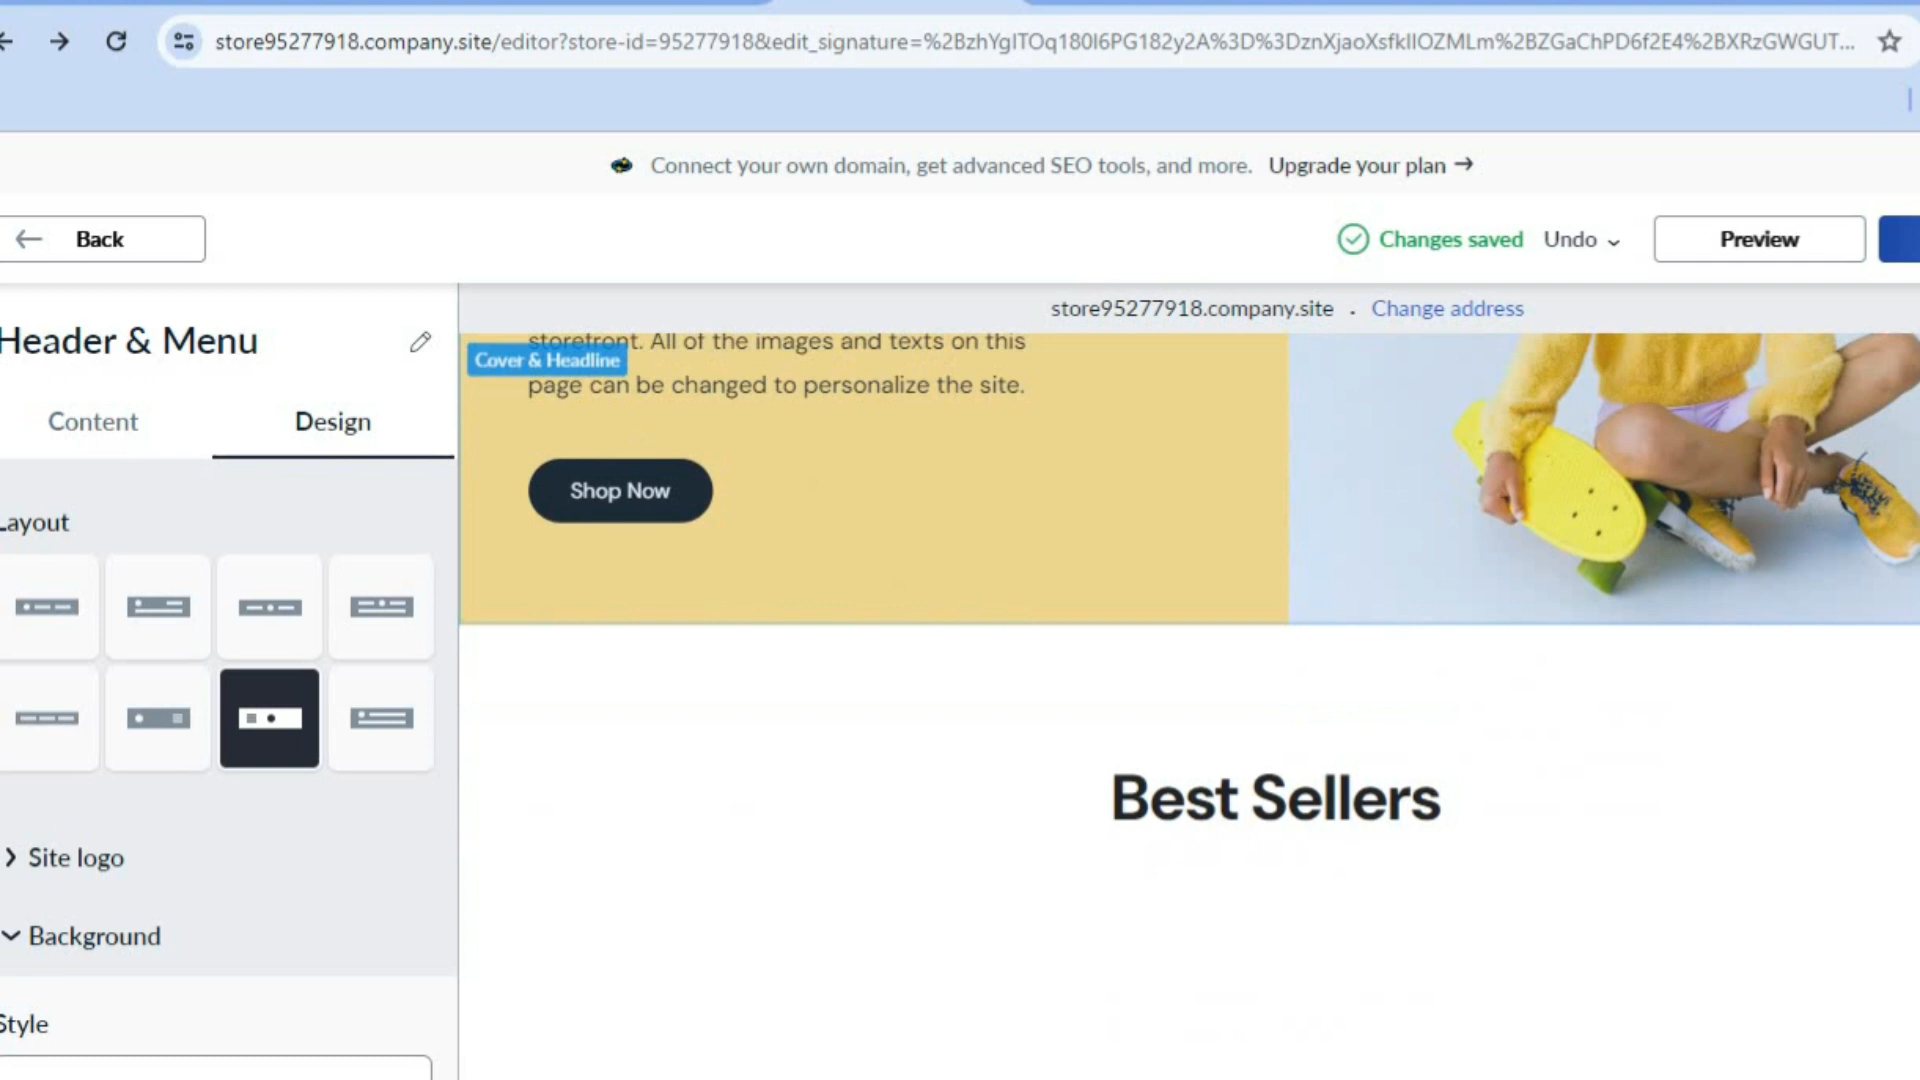 store95277918.company.site/editor?store-id=95277918&edit_signature=%2BzhYgITOq180I6PG182y2A%3D%3DznXjaoXsfkIIOZMLm%2BZGaChPD6f2E4%2BXRzGWGUT...
Connect your own domain, get advanced SEO tools, and more. Upgrade your plan →
← Back
Changes saved Undo Preview
Header & Menu
store95277918.company.site . Change address
storefront. All of the images and texts on this
Cover & Headline
page can be changed to personalize the site.
Content Design
Shop Now
Layout
Best Sellers
Site logo
Background
Style